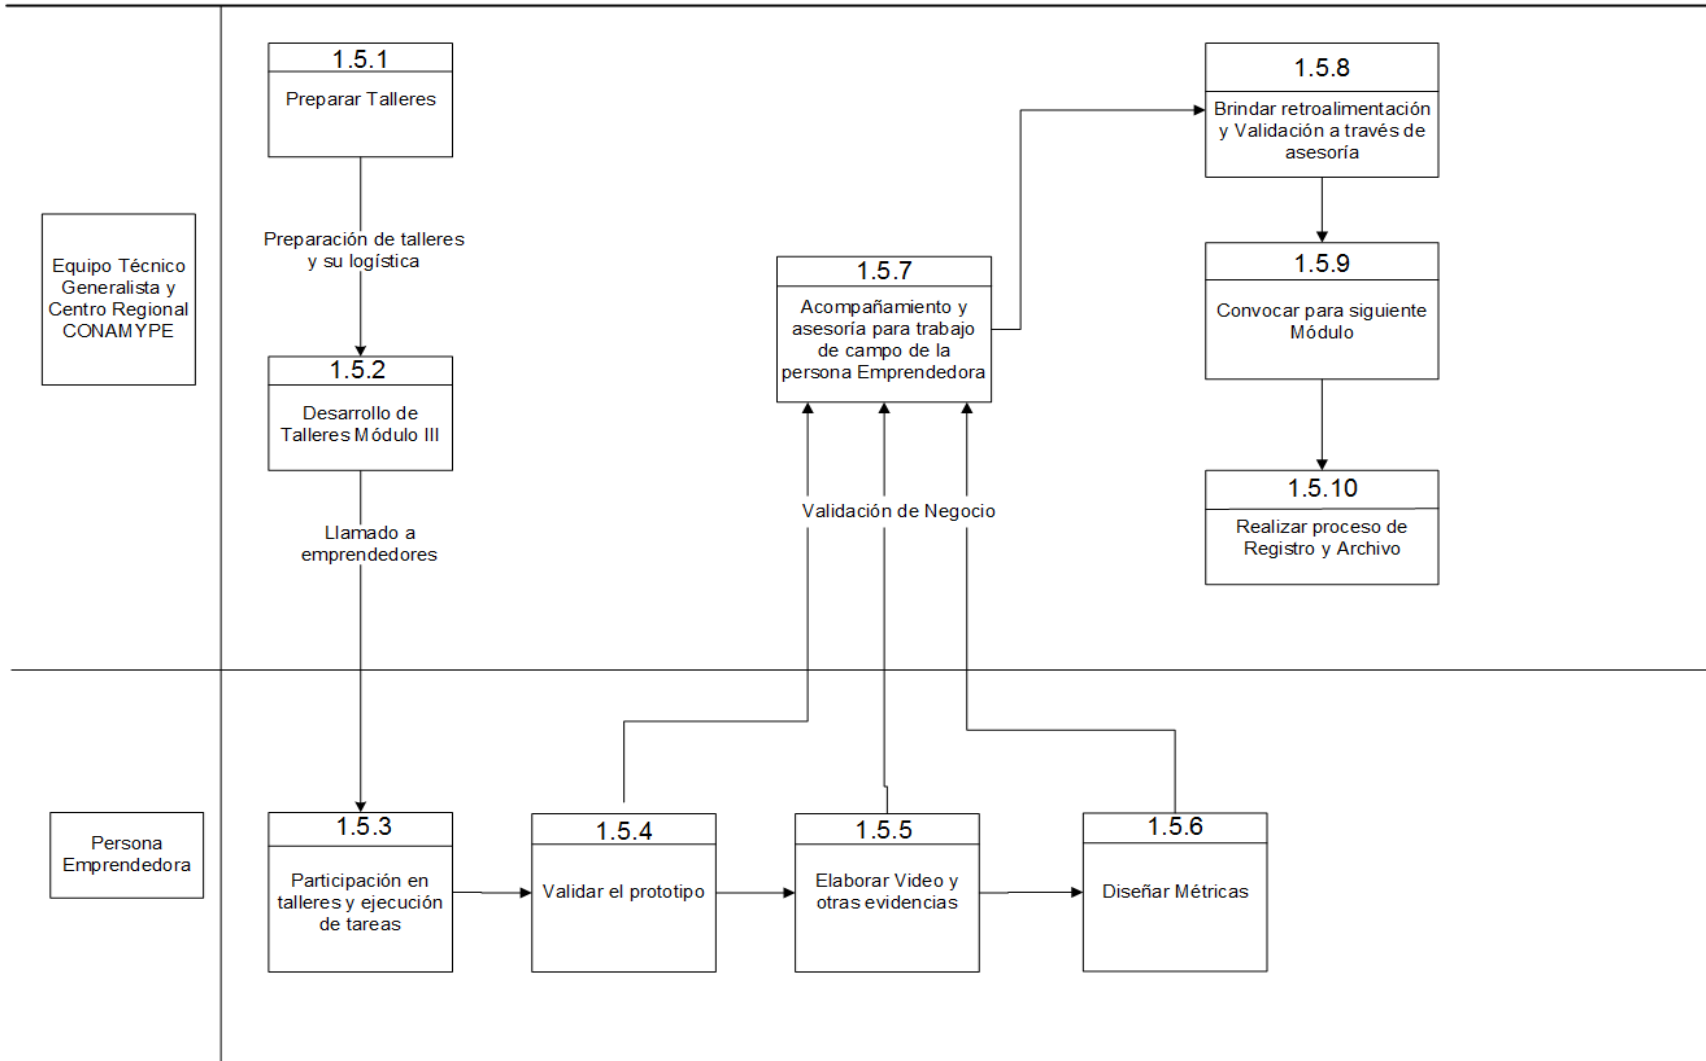 Equipo Técnico
Generalista y
Centro Regional
CONAMYPE
1.5.1
Preparar Talleres
Preparación de talleres
y su logística
1.5.2
Desarrollo de
Talleres Módulo III
Llamado a
emprendedores
1.5.7
Acompañamiento y
asesoría para trabajo
de campo de la
persona Emprendedora
Validación de Negocio
1.5.8
Brindar retroalimentación
y Validación a través de
asesoría
1.5.9
Convocar para siguiente
Módulo
1.5.10
Realizar proceso de
Registro y Archivo
Persona
Emprendedora
1.5.3
Participación en
talleres y ejecución
de tareas
1.5.4
Validar el prototipo
1.5.5
Elaborar Video y
otras evidencias
1.5.6
Diseñar Métricas